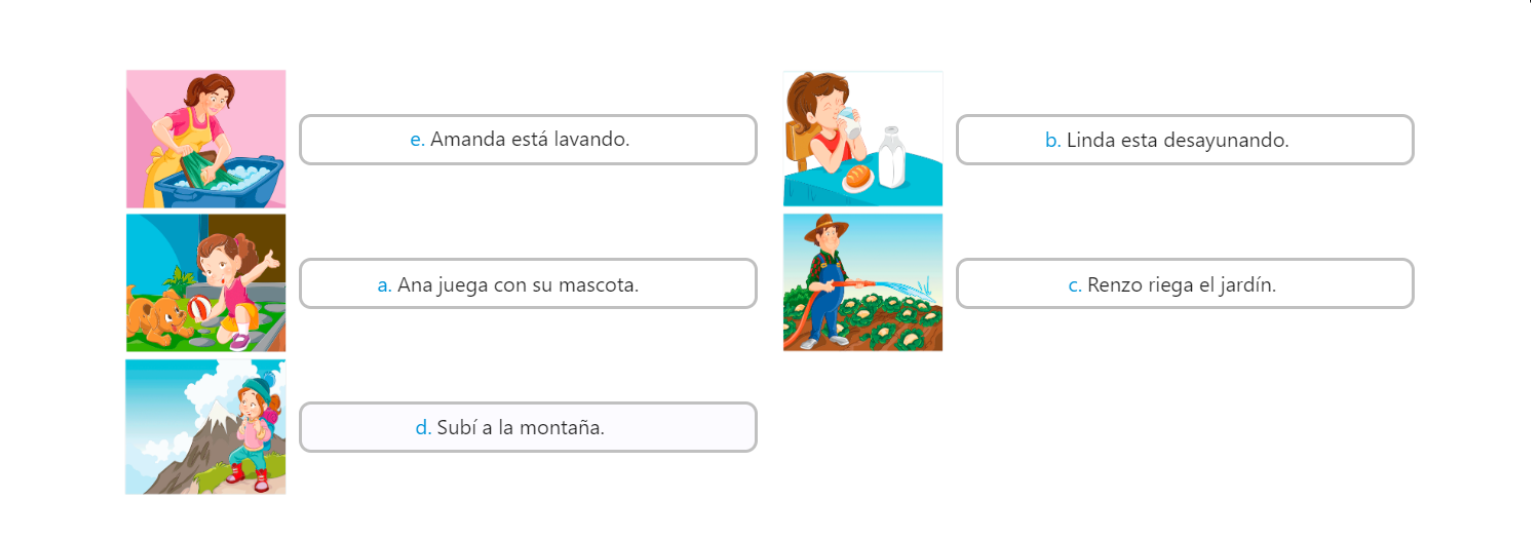 e. Amanda está lavando.
b. Linda esta desayunando.
a. Ana juega con su mascota.
c. Renzo riega el jardín.
d. Subí a la montaña.